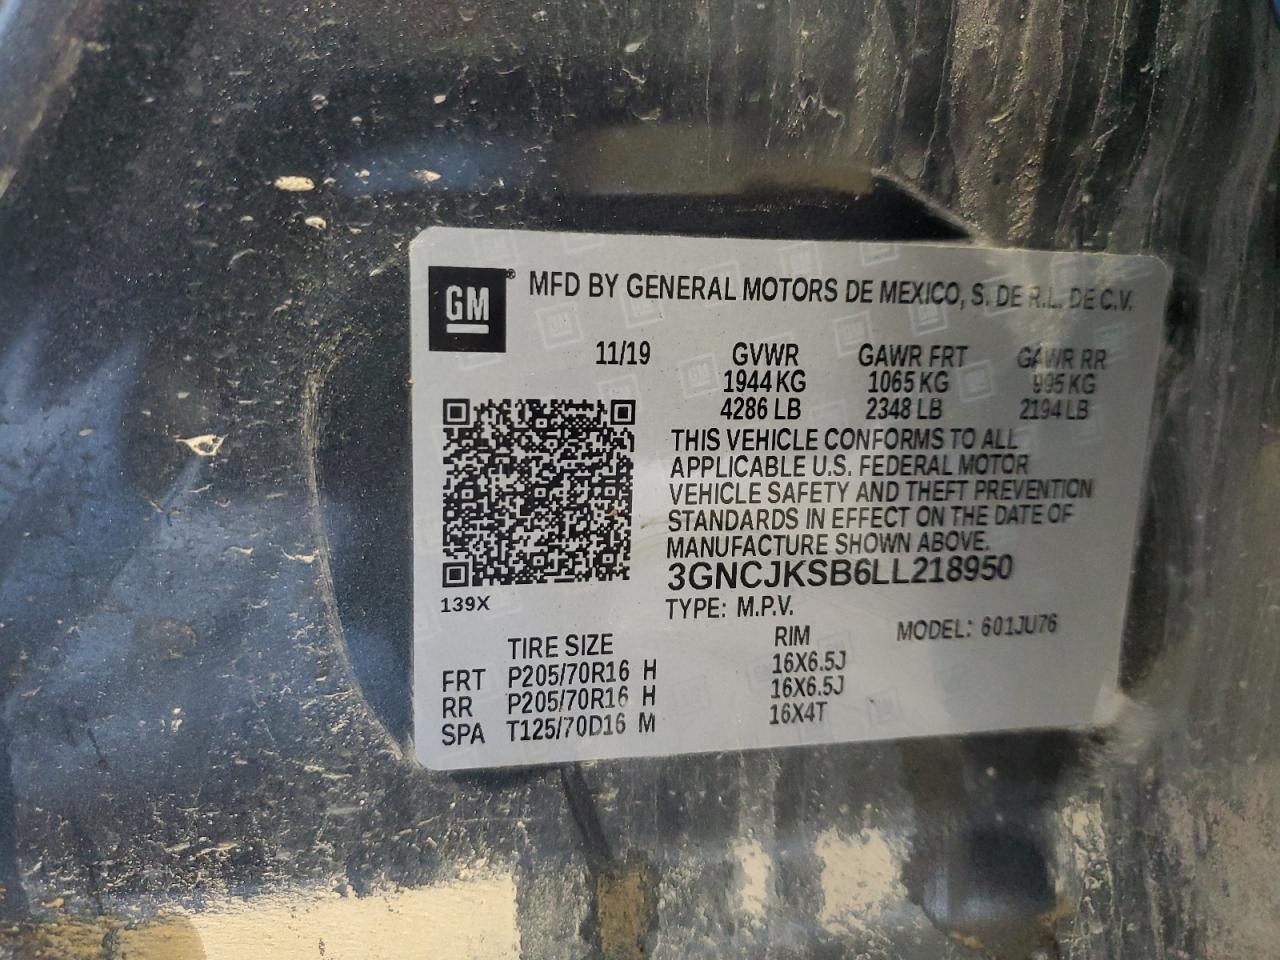 GM® MFD BY GENERAL MOTORS DE MEXICO, S. DE R.L. DE C.V.
11/19 GVWR GAWR FRT GAWR RR
1944 KG 1065 KG 995 KG
4286 LB 2348 LB 2194 LB
THIS VEHICLE CONFORMS TO ALL
APPLICABLE U.S. FEDERAL MOTOR
VEHICLE SAFETY AND THEFT PREVENTION
STANDARDS IN EFFECT ON THE DATE OF
MANUFACTURE SHOWN ABOVE.
3GNCJKSB6LL218950
139X TYPE: M.P.V.
MODEL: 601JU76
TIRE SIZE RIM
FRT P205/70R16 H 16X6.5J
RR P205/70R16 H 16X6.5J
SPA T125/70D16 M 16X4T